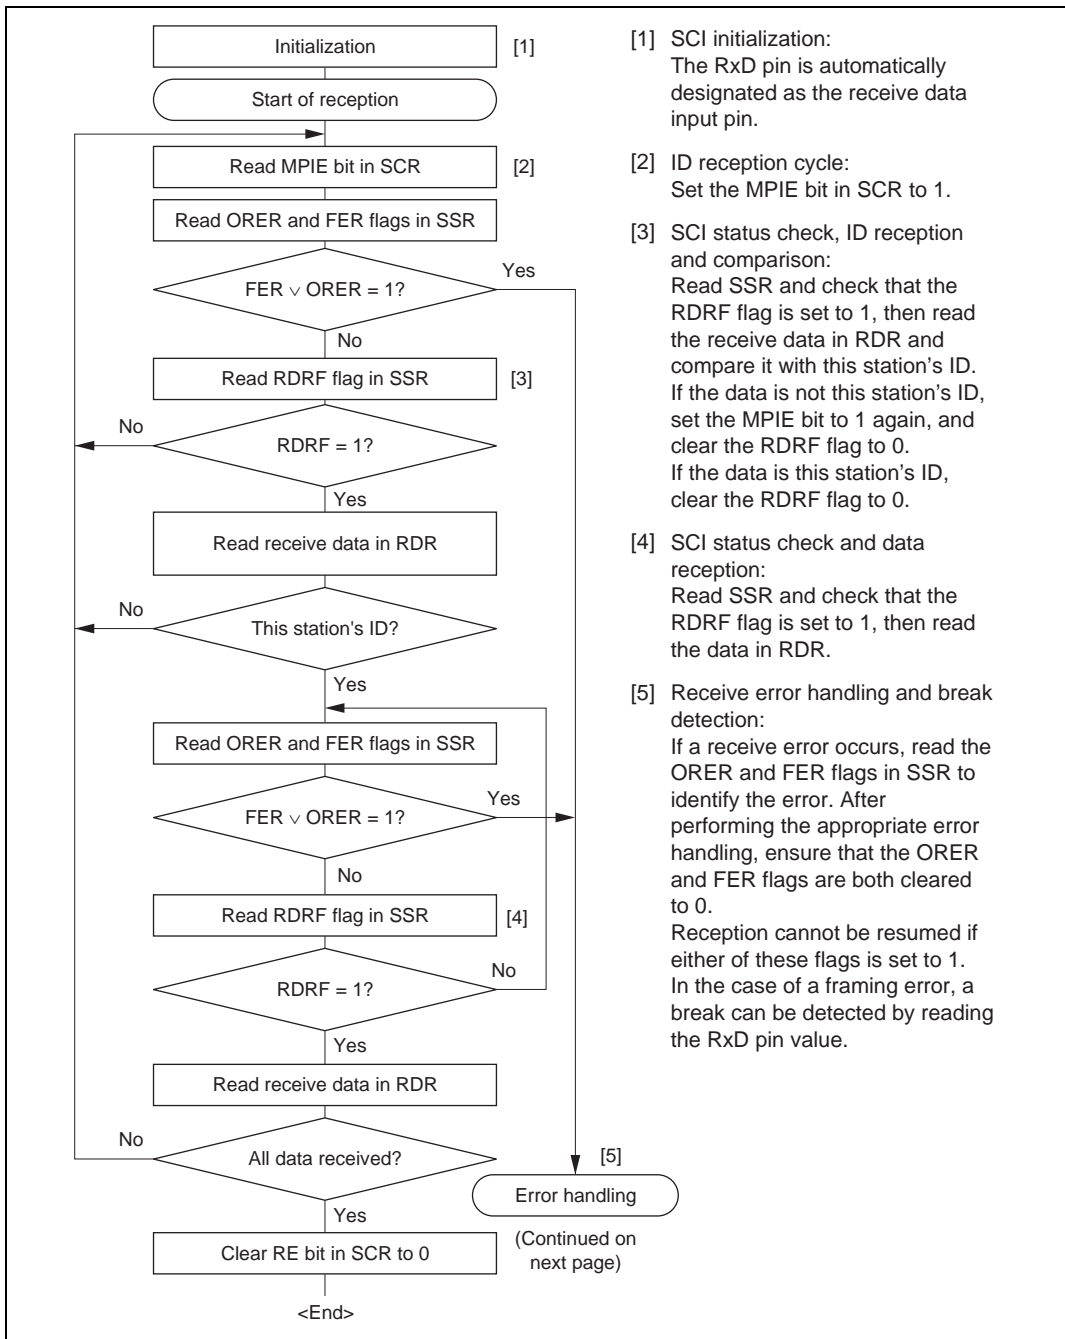 Initialization [1]
Start of reception
Read MPIE bit in SCR [2]
Read ORER and FER flags in SSR
Yes
FER ∨ ORER = 1?
No
Read RDRF flag in SSR [3]
No
RDRF = 1?
Yes
Read receive data in RDR
No
This station's ID?
Yes
Read ORER and FER flags in SSR
Yes
FER ∨ ORER = 1?
No
Read RDRF flag in SSR [4]
No
RDRF = 1?
Yes
Read receive data in RDR
No
All data received?
[5]
Error handling
Yes
(Continued on
next page)
Clear RE bit in SCR to 0
<End>
[1] SCI initialization:
The RxD pin is automatically
designated as the receive data
input pin.
[2] ID reception cycle:
Set the MPIE bit in SCR to 1.
[3] SCI status check, ID reception
and comparison:
Read SSR and check that the
RDRF flag is set to 1, then read
the receive data in RDR and
compare it with this station's ID.
If the data is not this station's ID,
set the MPIE bit to 1 again, and
clear the RDRF flag to 0.
If the data is this station's ID,
clear the RDRF flag to 0.
[4] SCI status check and data
reception:
Read SSR and check that the
RDRF flag is set to 1, then read
the data in RDR.
[5] Receive error handling and break
detection:
If a receive error occurs, read the
ORER and FER flags in SSR to
identify the error. After
performing the appropriate error
handling, ensure that the ORER
and FER flags are both cleared
to 0.
Reception cannot be resumed if
either of these flags is set to 1.
In the case of a framing error, a
break can be detected by reading
the RxD pin value.